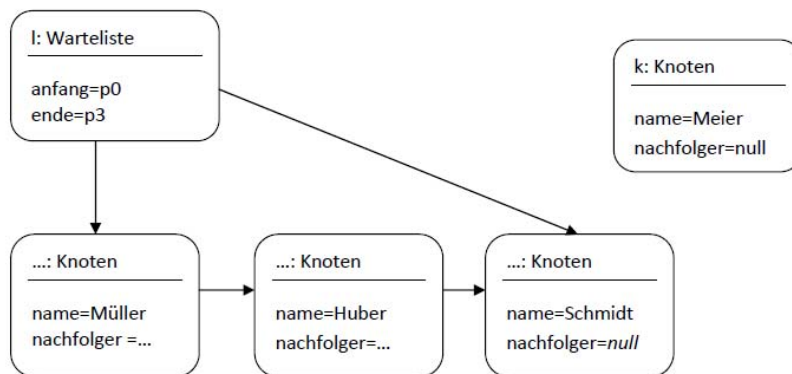 l: Warteliste
anfang=p0
ende=p3
k: Knoten
name=Meier
nachfolger=null
...: Knoten
name=Müller
nachfolger =...
...: Knoten
name=Huber
nachfolger=...
...: Knoten
name=Schmidt
nachfolger=null